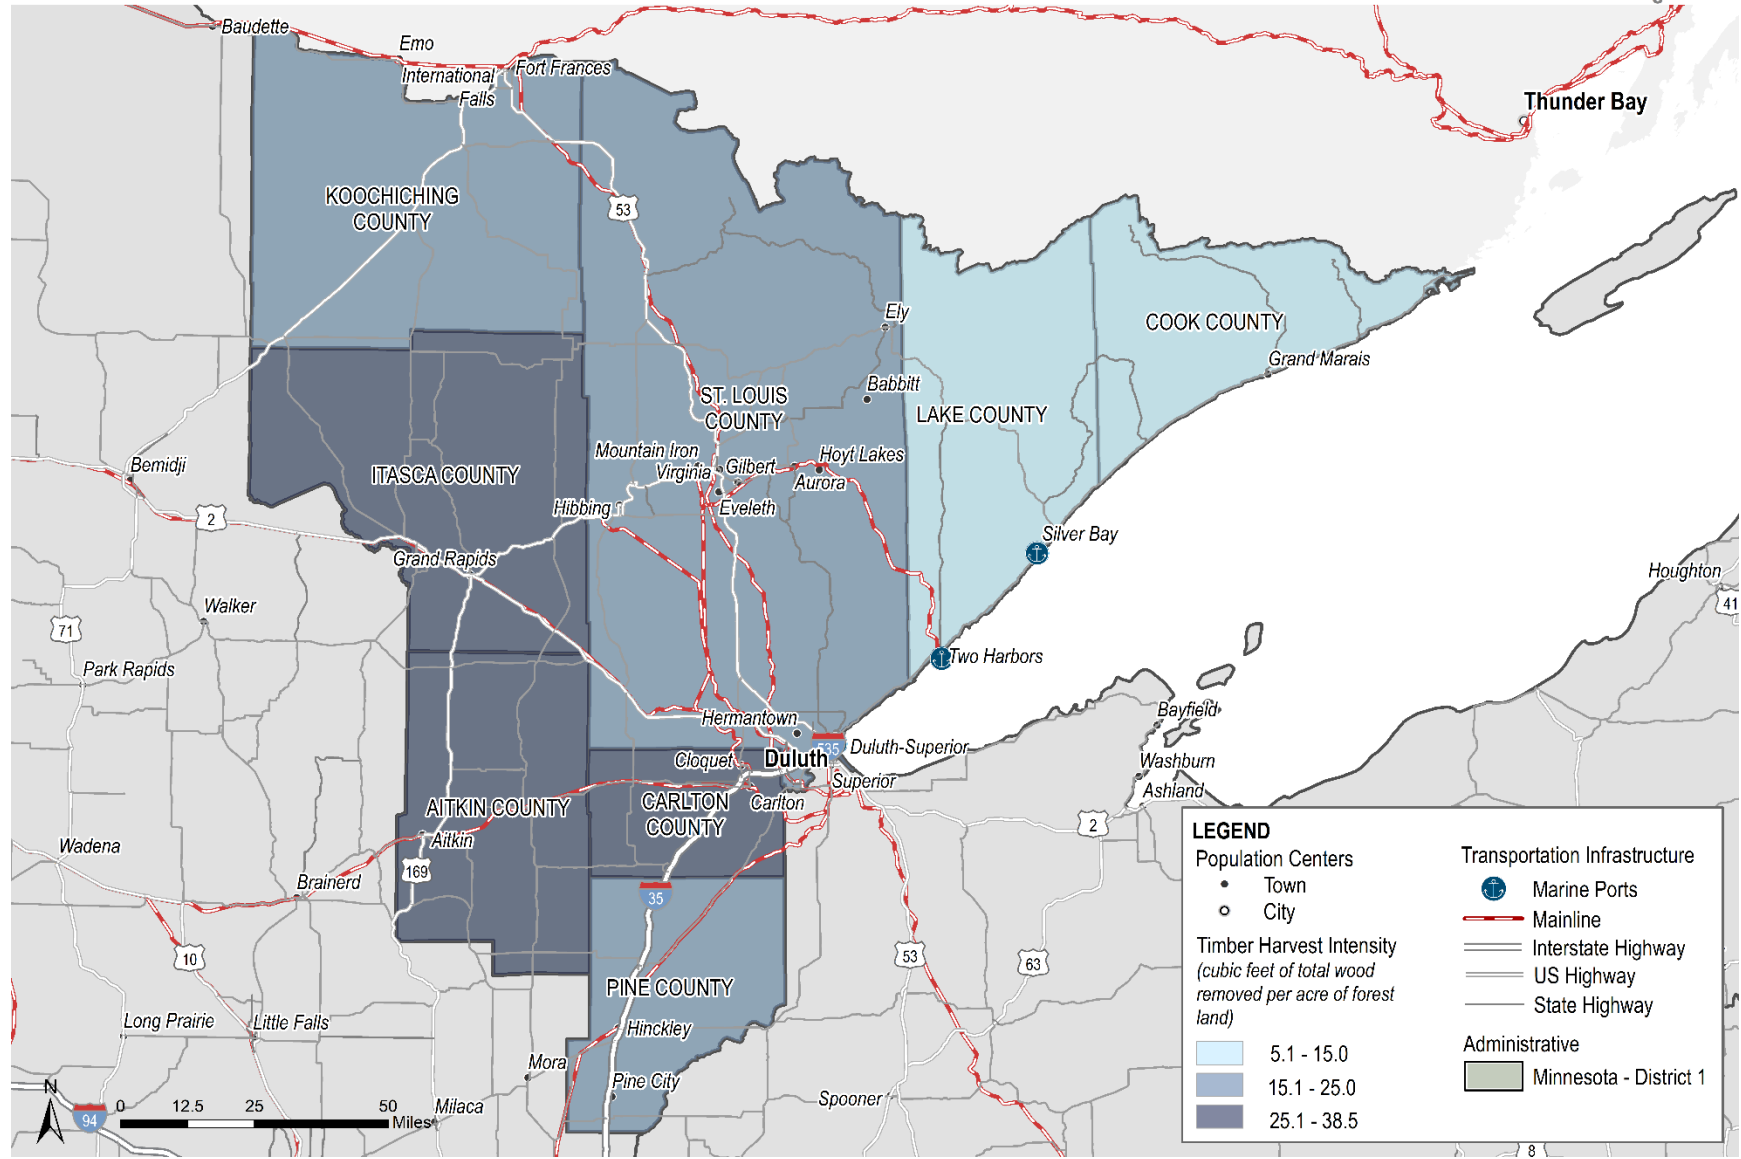 Baudette
Emo
International
Falls
Fort Frances
Thunder Bay
KOOCHICHING
COUNTY
53
Ely
COOK COUNTY
Grand Marais
Babbitt
ST. LOUIS
COUNTY
LAKE COUNTY
Mountain Iron
Virginia
Gilbert
Hoyt Lakes
Aurora
Bemidji
ITASCA COUNTY
Hibbing
Eveleth
2
Silver Bay
Grand Rapids
Houghton
41
Walker
71
Park Rapids
Two Harbors
Bayfield
Hermantown
535
Duluth-Superior
Cloquet
Duluth
Superior
Washburn
Ashland
Carlton
AITKIN COUNTY
CARLTON
COUNTY
2
Aitkin
Wadena
169
Brainerd
35
10
53
63
PINE COUNTY
Long Prairie
Little Falls
Hinckley
Mora
Pine City
Spooner
Milaca
94
8
N
0 12.5 25 50
Miles
LEGEND
Population Centers
Town
City
Timber Harvest Intensity
(cubic feet of total wood
removed per acre of forest
land)
5.1 - 15.0
15.1 - 25.0
25.1 - 38.5
Transportation Infrastructure
Marine Ports
Mainline
Interstate Highway
US Highway
State Highway
Administrative
Minnesota - District 1